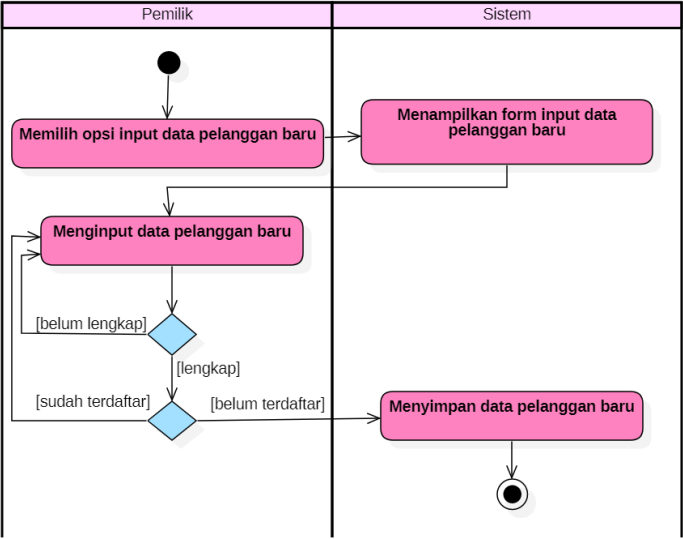 Pemilik
Sistem
Memilih opsi input data pelanggan baru
Menampilkan form input data
pelanggan baru
Menginput data pelanggan baru
[belum lengkap]
[lengkap]
[sudah terdaftar]
[belum terdaftar]
Menyimpan data pelanggan baru